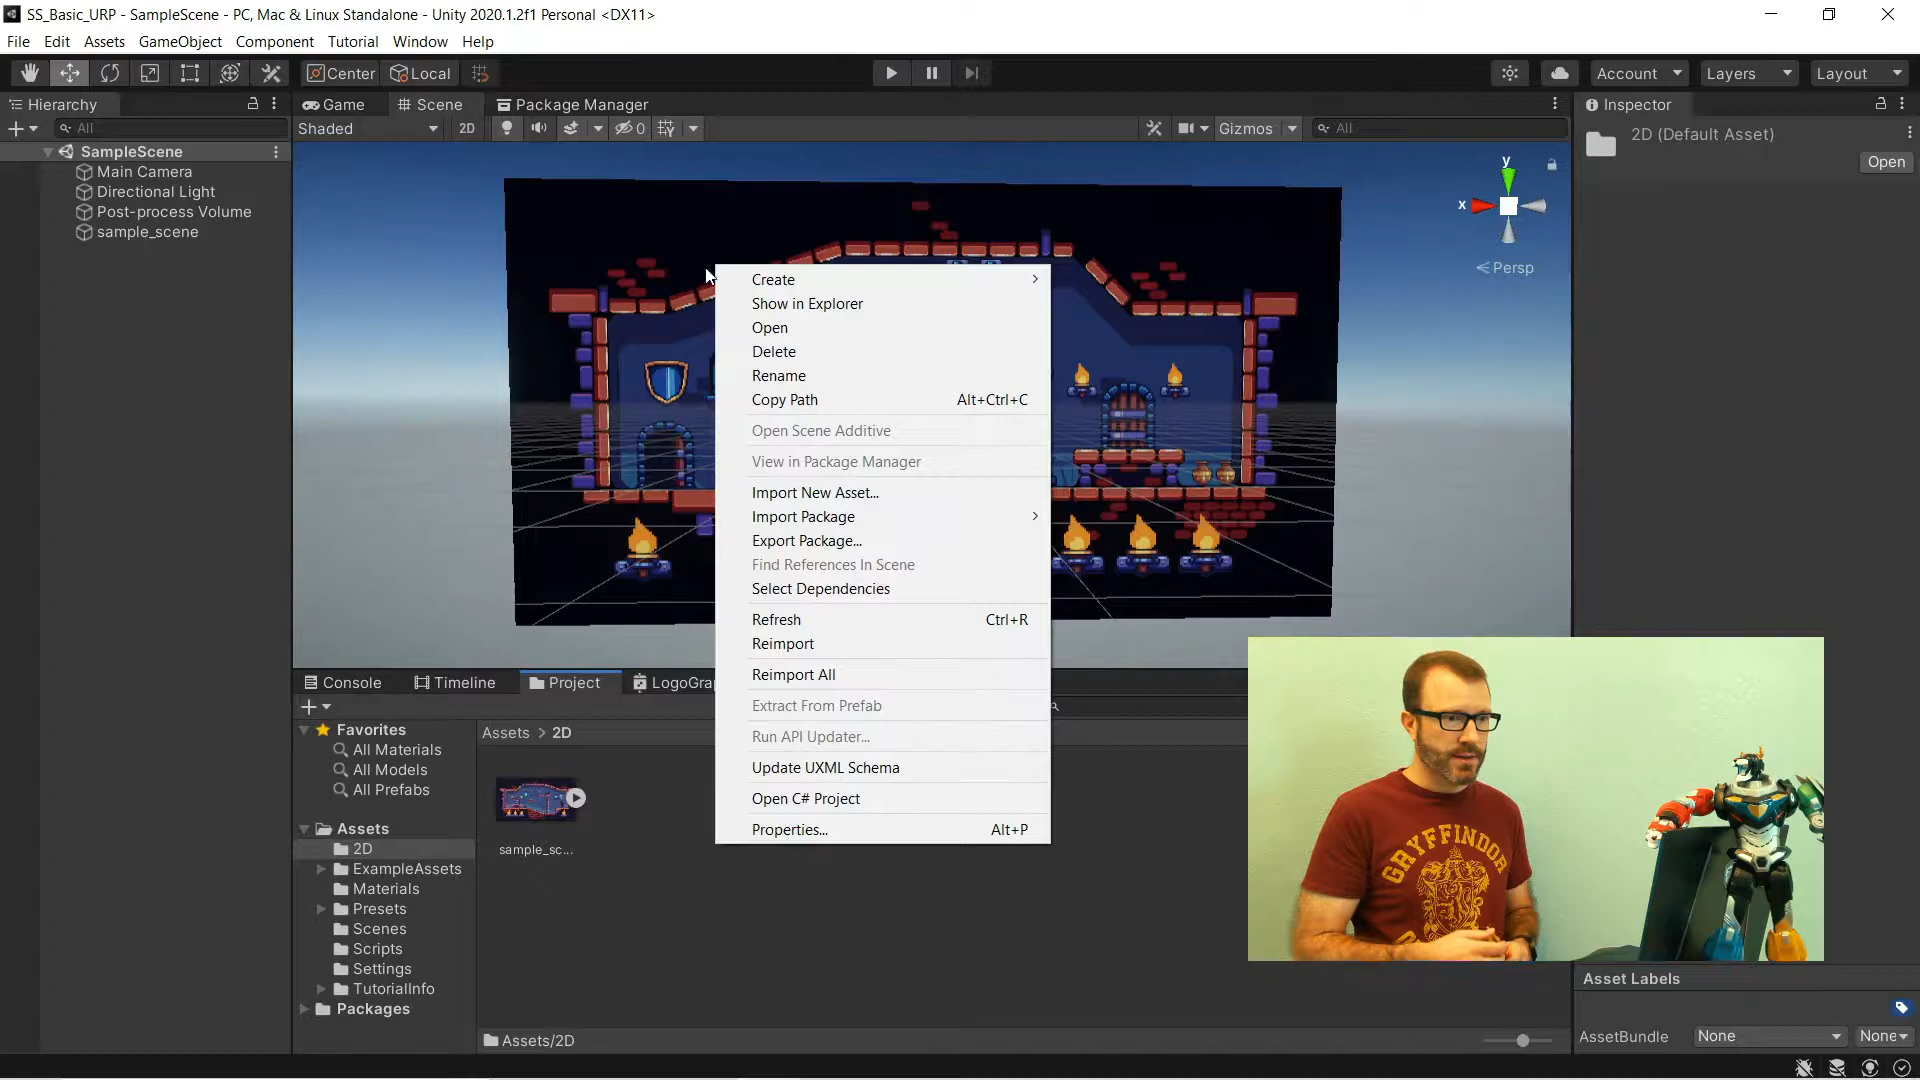 SS_Basic_URP - SampleScene - PC, Mac & Linux Standalone - Unity 2020.1.2f1 Personal <DX11>
File Edit Assets GameObject Component Tutorial Window Help
Center Local Account Layers Layout
Hierarchy Game Scene Package Manager Inspector
All Shaded 2D 0 Gizmos All 2D (Default Asset)
Open
SampleScene
Main Camera
Directional Light
Post-process Volume
sample_scene
y
x
Persp
Create
Show in Explorer
Open
Delete
Rename
Copy Path Alt+Ctrl+C
Open Scene Additive
View in Package Manager
Import New Asset...
Import Package
Export Package...
Find References In Scene
Select Dependencies
Refresh Ctrl+R
Reimport
Reimport All
Extract From Prefab
Run API Updater...
Update UXML Schema
Open C# Project
Properties... Alt+P
Console Timeline Project LogoGra
Favorites
All Materials
All Models
All Prefabs
Assets
2D
ExampleAssets
Materials
Presets
Scenes
Scripts
Settings
TutorialInfo
Packages
Assets > 2D
sample_sc...
Assets/2D
GRYFFINDOR
Asset Labels
AssetBundle None None